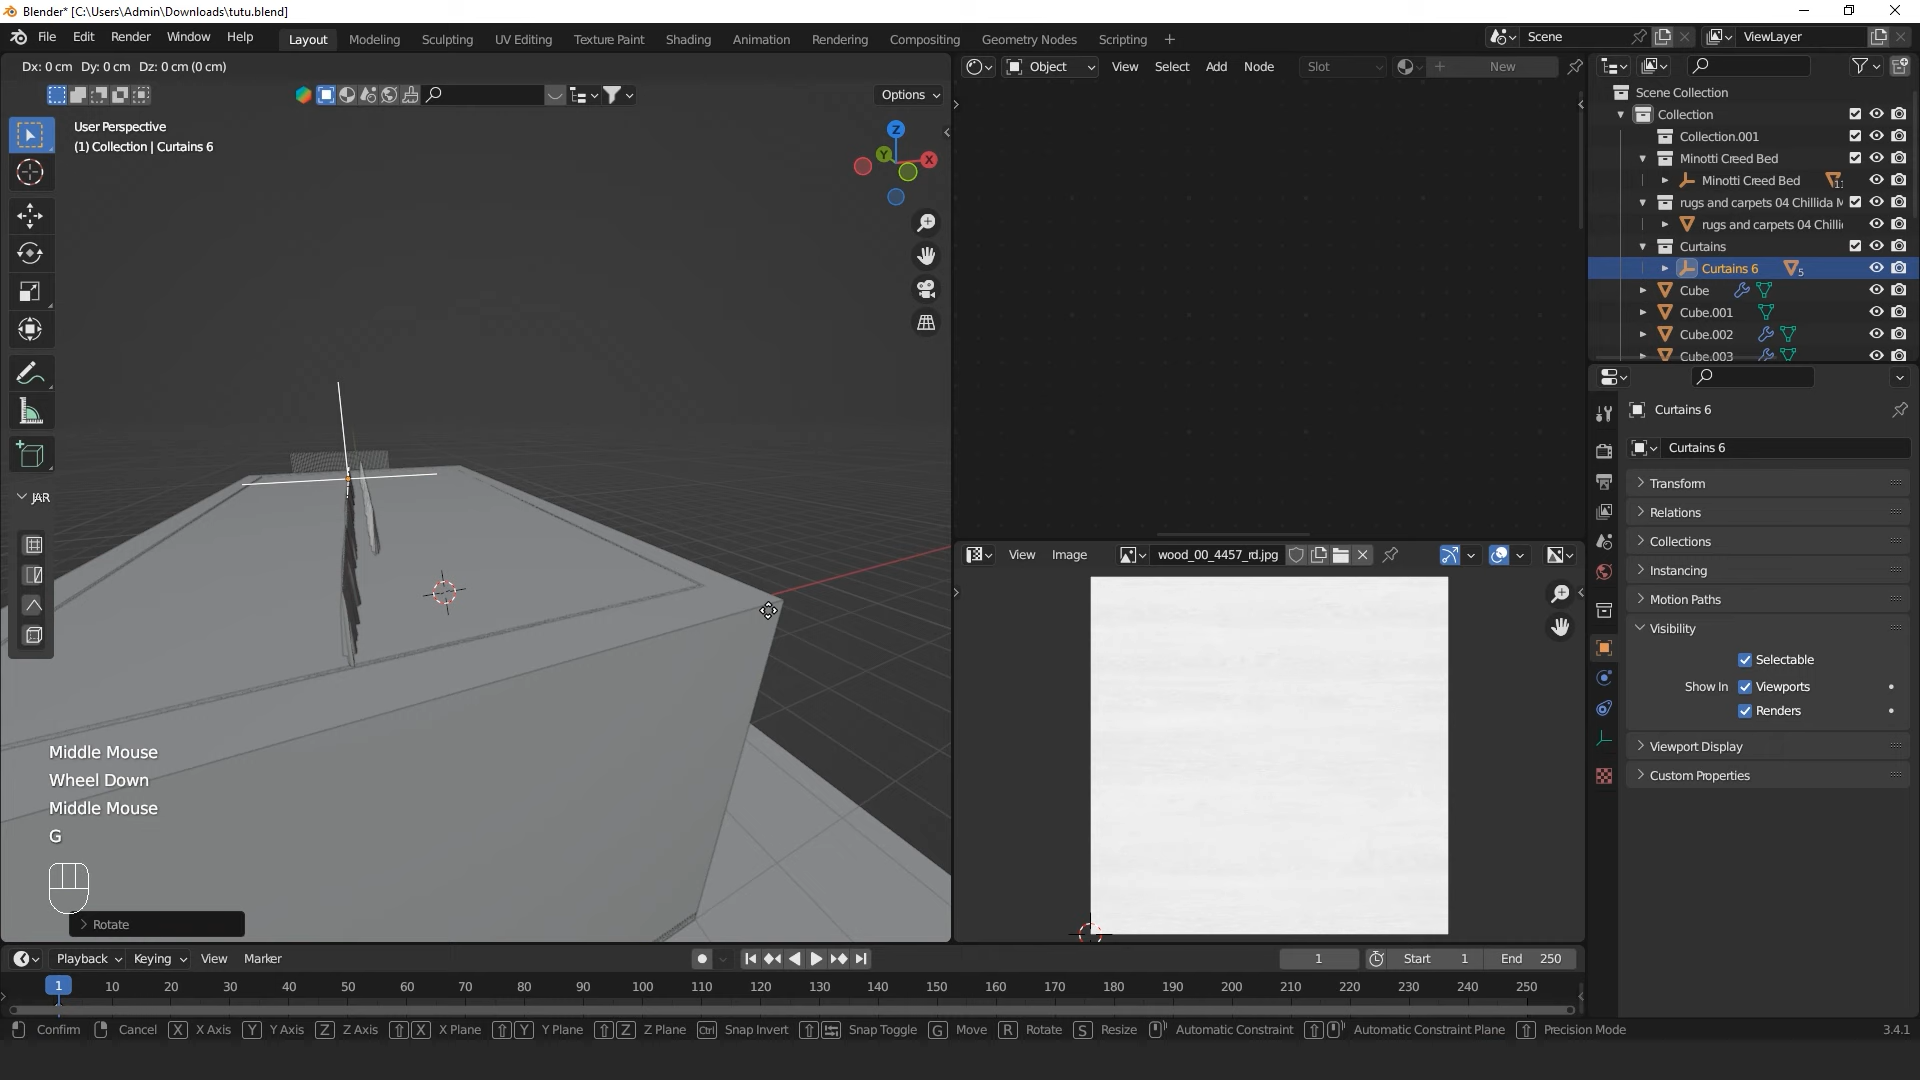 Blender* [C:\Users\Admin\Downloads\tutu.blend]
File Edit Render Window Help Layout Modeling Sculpting UV Editing Texture Paint Shading Animation Rendering Compositing Geometry Nodes Scripting + Scene ViewLayer
Dx: 0 cm Dy: 0 cm Dz: 0 cm (0 cm)
Object View Select Add Node Slot New
Options
User Perspective
(1) Collection | Curtains 6
Z
Y
X
JAR
Middle Mouse
Wheel Down
Middle Mouse
G
Rotate
View Image wood_00_4457_rd.jpg
Scene Collection
Collection
Collection.001
Minotti Creed Bed
Minotti Creed Bed
rugs and carpets 04 Chillida M
rugs and carpets 04 Chilli
Curtains
Curtains 6 5
Cube
Cube.001
Cube.002
Cube.003
Curtains 6
Curtains 6
Transform
Relations
Collections
Instancing
Motion Paths
Visibility
Selectable
Show In Viewports
Renders
Viewport Display
Custom Properties
Playback Keying View Marker 1 Start 1 End 250
1 10 20 30 40 50 60 70 80 90 100 110 120 130 140 150 160 170 180 190 200 210 220 230 240 250
Confirm Cancel X X Axis Y Y Axis Z Z Axis X X Plane Y Y Plane Z Z Plane Ctrl Snap Invert Snap Toggle G Move R Rotate S Resize Automatic Constraint Automatic Constraint Plane Precision Mode 3.4.1